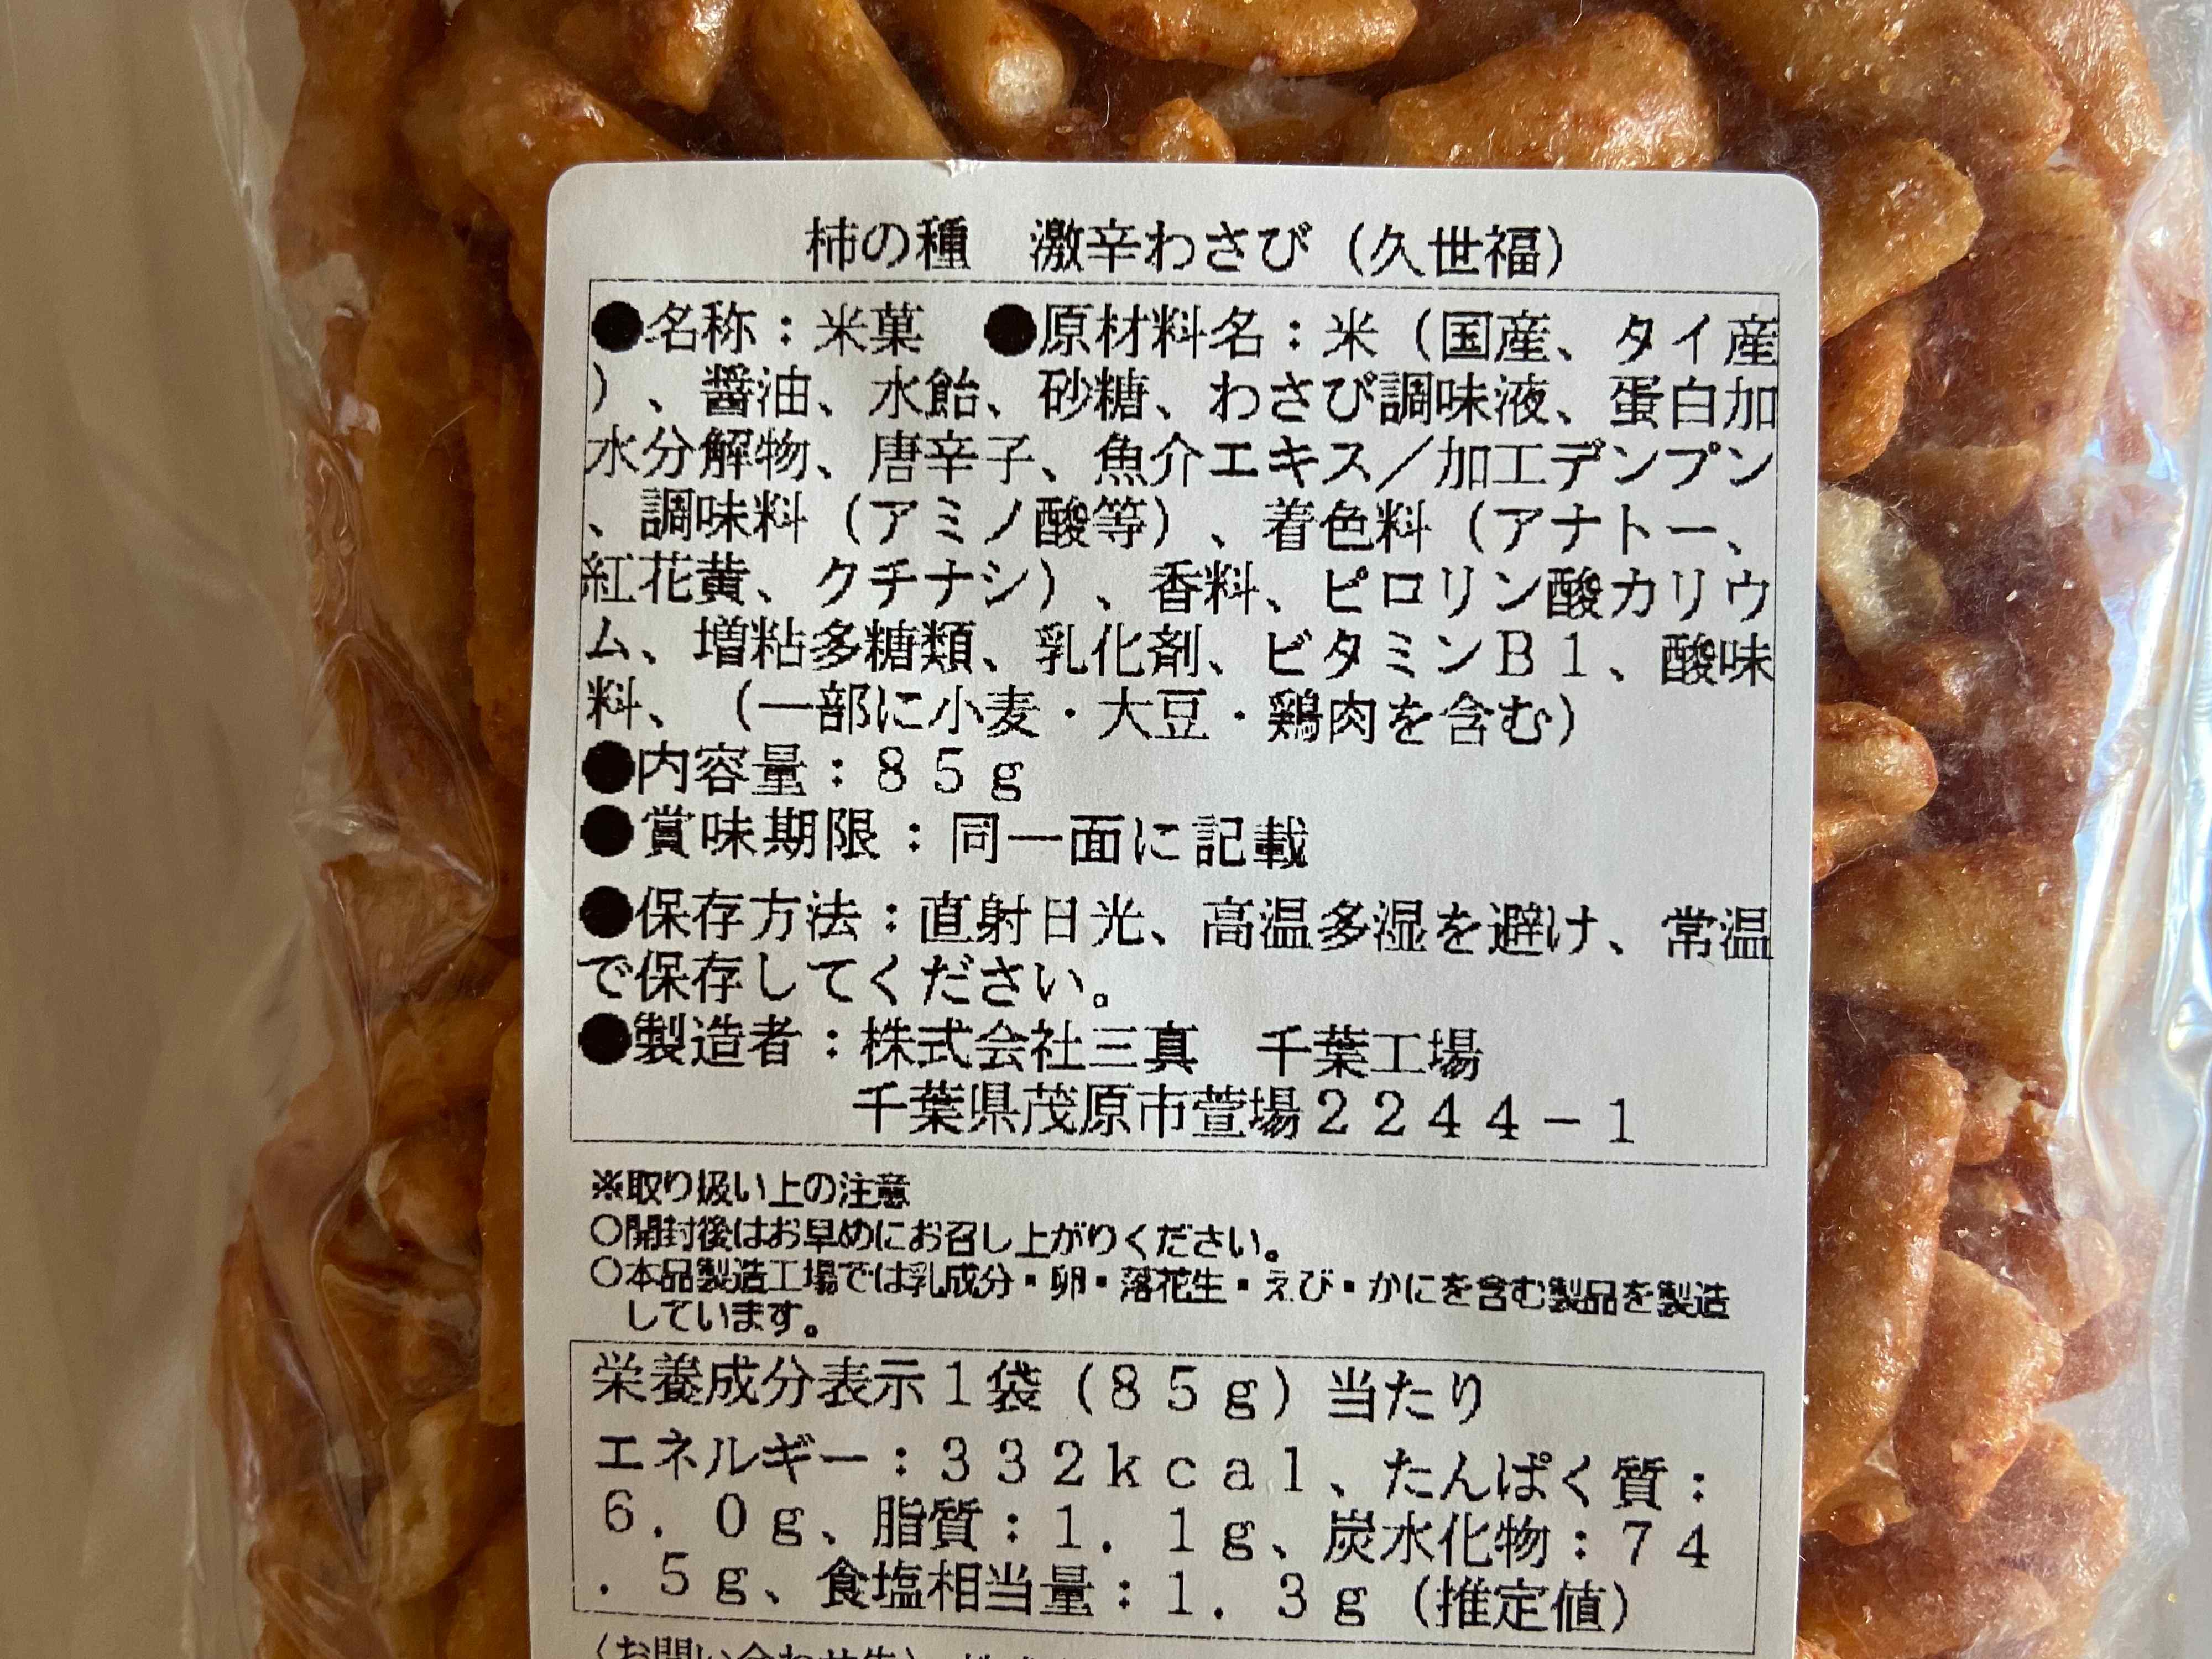 柿の種　激辛わさび（久世福）
●名称：米菓　●原材料名：米（国産、タイ産
）、醤油、水飴、砂糖、わさび調味液、蛋白加
水分解物、唐辛子、魚介エキス／加工デンプン
、調味料（アミノ酸等）、着色料（アナトー、
紅花黄、クチナシ）、香料、ピロリン酸カリウ
ム、増粘多糖類、乳化剤、ビタミンＢ１、酸味
料、（一部に小麦・大豆・鶏肉を含む）
●内容量：８５ｇ
●賞味期限：同一面に記載
●保存方法：直射日光、高温多湿を避け、常温
で保存してください。
●製造者：株式会社三真　千葉工場
千葉県茂原市萱場２２４４－１
※取り扱い上の注意
○開封後はお早めにお召し上がりください。
○本品製造工場では乳成分・卵・落花生・えび・かにを含む製品を製造
しています。
栄養成分表示１袋（８５ｇ）当たり
エネルギー：３３２ｋｃａｌ、たんぱく質：
６．０ｇ、脂質：１．１ｇ、炭水化物：７４
．５ｇ、食塩相当量：１．３ｇ（推定値）
（お問い合わせ先）